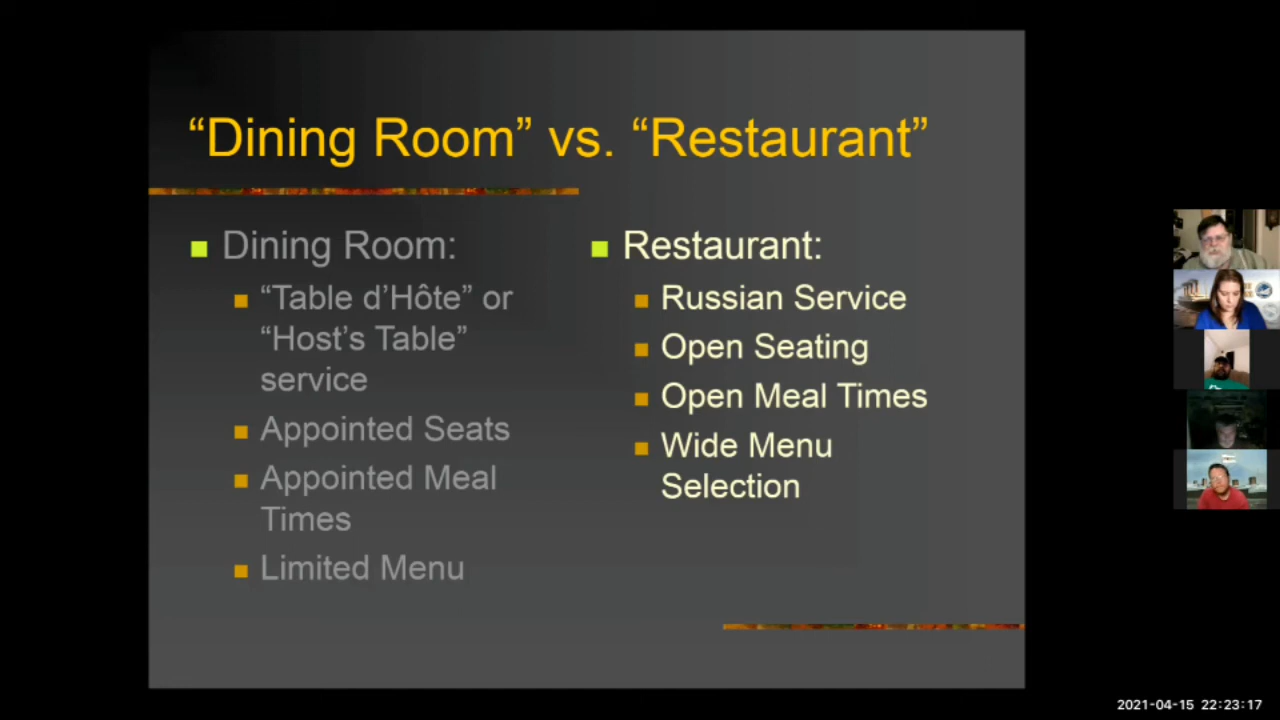 “Dining Room” vs. “Restaurant”
Dining Room:
“Table d’Hôte” or
“Host’s Table”
service
Appointed Seats
Appointed Meal
Times
Limited Menu
Restaurant:
Russian Service
Open Seating
Open Meal Times
Wide Menu
Selection
2021-04-15 22:23:17